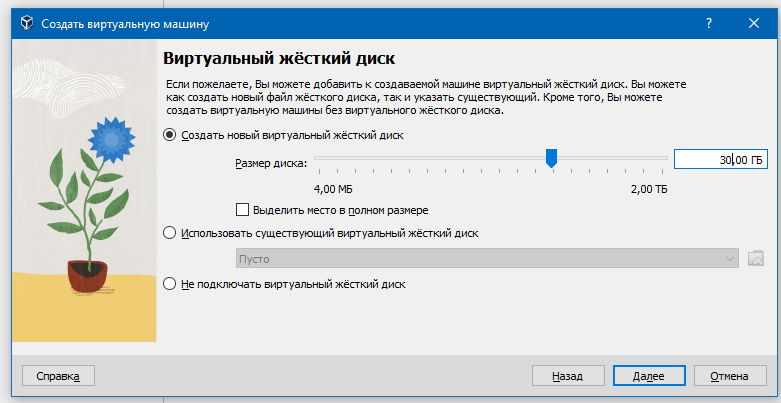 Создать виртуальную машину
Виртуальный жёсткий диск
Если пожелаете, Вы можете добавить к создаваемой машине виртуальный жёсткий диск. Вы можете
как создать новый файл жёсткого диска, так и указать существующий. Кроме того, Вы можете
создать виртуальную машины без виртуального жёсткого диска.
Создать новый виртуальный жёсткий диск
Размер диска:
30,00 ГБ
4,00 МБ
2,00 ТБ
Выделить место в полном размере
Использовать существующий виртуальный жёсткий диск
Пусто
Не подключать виртуальный жёсткий диск
Справка
Назад
Далее
Отмена